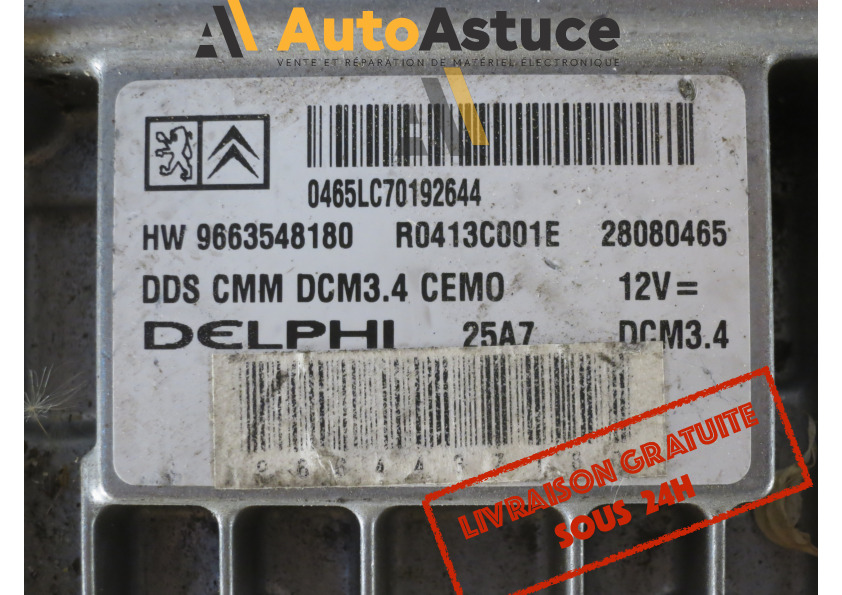 AutoAstuce
VENTE ET RÉPARATION DE MATÉRIEL ÉLECTRONIQUE
0465LC70192644
HW 9663548180 R0413C001E 28080465
DDS CMM DCM3.4 CEMO 12V=
DELPHI 25A7 DCM3.4
LIVRAISON GRATUITE
SOUS 24H